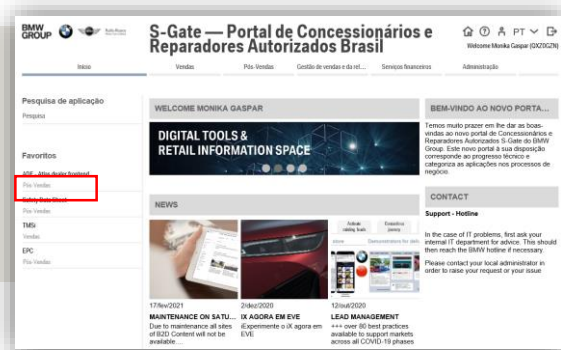 BMW
GROUP
S-Gate — Portal de Concessionários e
Reparadores Autorizados Brasil
PT
Welcome Monika Gaspar (QXZ0GZN)
Início
Vendas
Pós-Vendas
Gestão de vendas e da rel...
Serviços financeiros
Administração
Pesquisa de aplicação
Pesquisa
Favoritos
ADF - Atlas dealer frontend
Pós-Vendas
Safety Data Sheet
Pós-Vendas
TMSi
Vendas
EPC
Pós-Vendas
WELCOME MONIKA GASPAR
DIGITAL TOOLS &
RETAIL INFORMATION SPACE
NEWS
17/fev/2021
MAINTENANCE ON SATU...
Due to maintenance all sites
of B2D Content will not be
available....
2/dez/2020
IX AGORA EM EVE
iExperimente o iX agora em
EVE
12/out/2020
LEAD MANAGEMENT
+++ over 80 best practices
available to support markets
across all COVID-19 phases
BEM-VINDO AO NOVO PORTA...
Temos muito prazer em lhe dar as boas-
vindas ao novo portal de Concessionários e
Reparadores Autorizados S-Gate do BMW
Group. Este novo portal à sua disposição
corresponde ao progresso técnico e
categoriza as aplicações nos processos de
negócio.
CONTACT
Support - Hotline
In the case of IT problems, first ask your
internal IT department for advice. This should
then reach the BMW hotline if necessary.
Please contact your local administrator in
order to raise your request or your issue